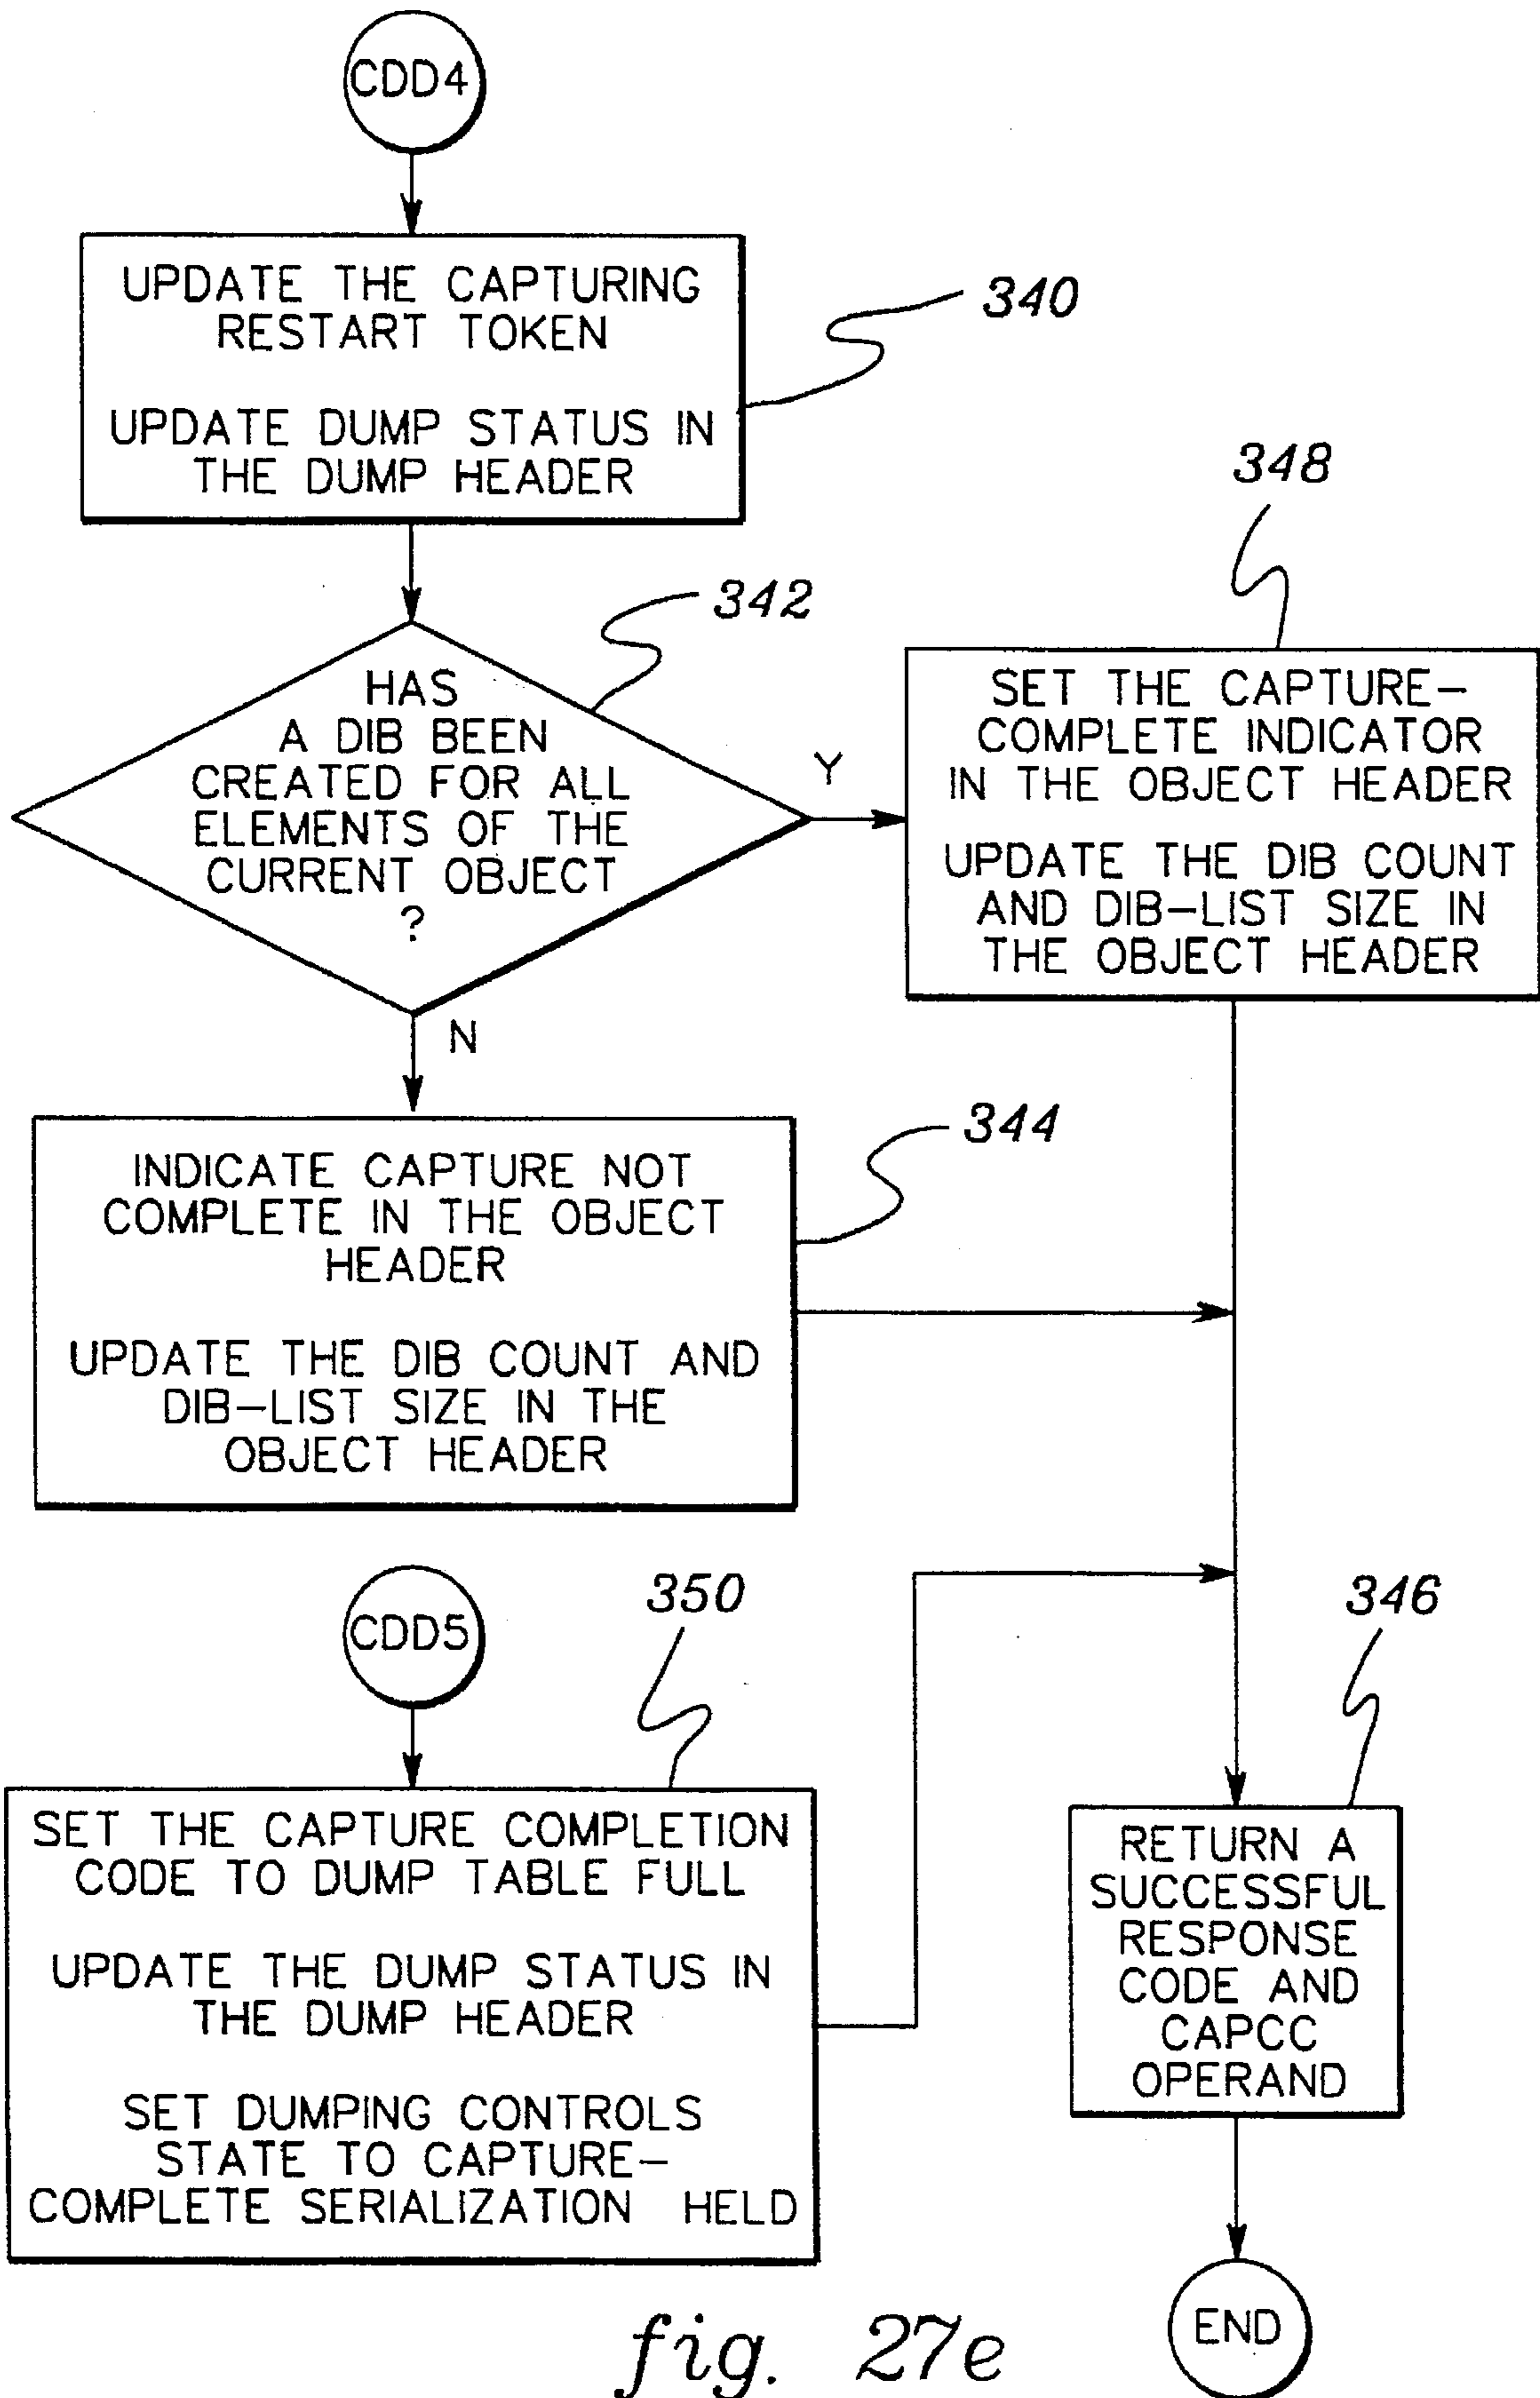 CDD4
UPDATE THE CAPTURING
RESTART TOKEN
UPDATE DUMP STATUS IN
THE DUMP HEADER
340
342
HAS
A DIB BEEN
CREATED FOR ALL
ELEMENTS OF THE
CURRENT OBJECT
?
Y
N
348
SET THE CAPTURE-
COMPLETE INDICATOR
IN THE OBJECT HEADER
UPDATE THE DIB COUNT
AND DIB-LIST SIZE IN
THE OBJECT HEADER
344
INDICATE CAPTURE NOT
COMPLETE IN THE OBJECT
HEADER
UPDATE THE DIB COUNT AND
DIB-LIST SIZE IN THE
OBJECT HEADER
CDD5
350
SET THE CAPTURE COMPLETION
CODE TO DUMP TABLE FULL
UPDATE THE DUMP STATUS IN
THE DUMP HEADER
SET DUMPING CONTROLS
STATE TO CAPTURE-
COMPLETE SERIALIZATION HELD
346
RETURN A
SUCCESSFUL
RESPONSE
CODE AND
CAPCC
OPERAND
END
fig. 27e